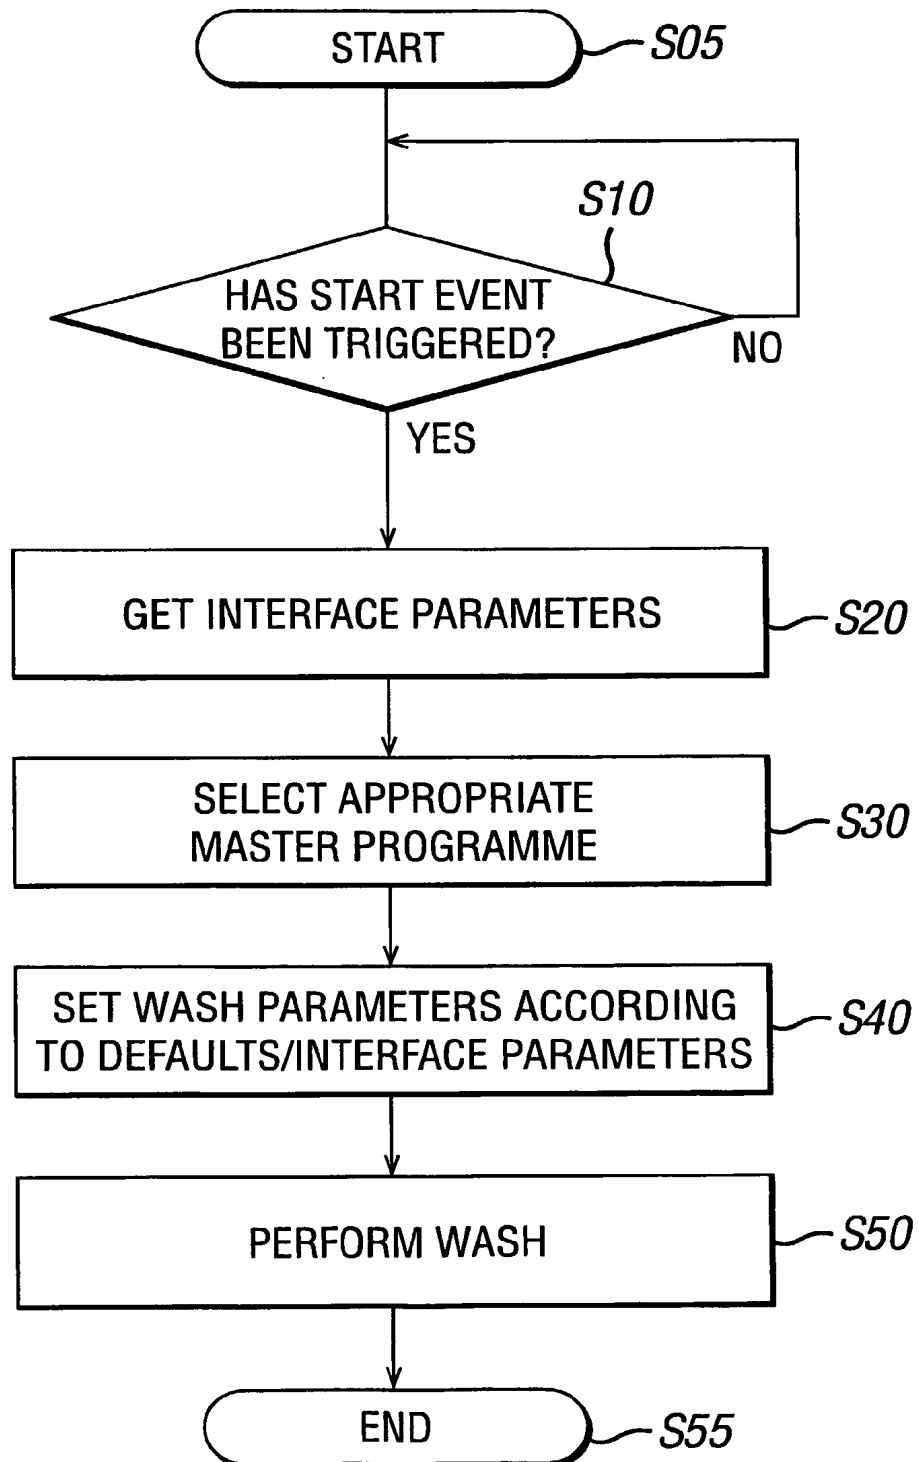 START
S05
S10
HAS START EVENT
BEEN TRIGGERED?
NO
YES
GET INTERFACE PARAMETERS
S20
SELECT APPROPRIATE
MASTER PROGRAMME
S30
SET WASH PARAMETERS ACCORDING
TO DEFAULTS/INTERFACE PARAMETERS
S40
PERFORM WASH
S50
END
S55